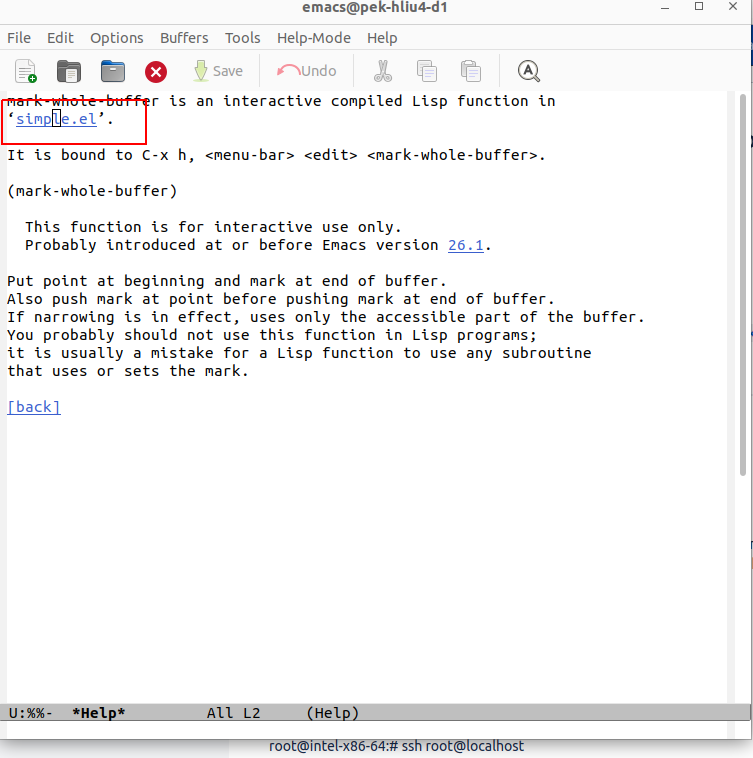 emacs@pek-hliu4-d1
File Edit Options Buffers Tools Help-Mode Help
Save Undo
mark-whole-buffer is an interactive compiled Lisp function in
‘simple.el’.
It is bound to C-x h, <menu-bar> <edit> <mark-whole-buffer>.
(mark-whole-buffer)
This function is for interactive use only.
Probably introduced at or before Emacs version 26.1.
Put point at beginning and mark at end of buffer.
Also push mark at point before pushing mark at end of buffer.
If narrowing is in effect, uses only the accessible part of the buffer.
You probably should not use this function in Lisp programs;
it is usually a mistake for a Lisp function to use any subroutine
that uses or sets the mark.
[back]
U:%%- *Help* All L2 (Help)
root@intel-x86-64:# ssh root@localhost